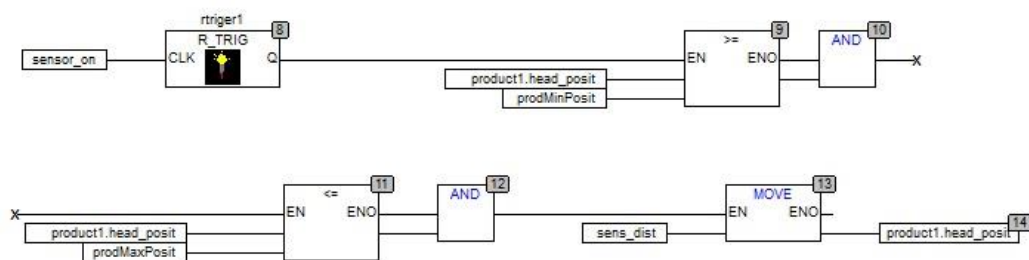 rtriger1
8
R_TRIG
sensor_on
CLK
Q
9
>=
EN
ENO
product1.head_posit
prodMinPosit
10
AND
X
X
11
<=
EN
ENO
product1.head_posit
prodMaxPosit
12
AND
13
MOVE
EN
ENO
sens_dist
14
product1.head_posit